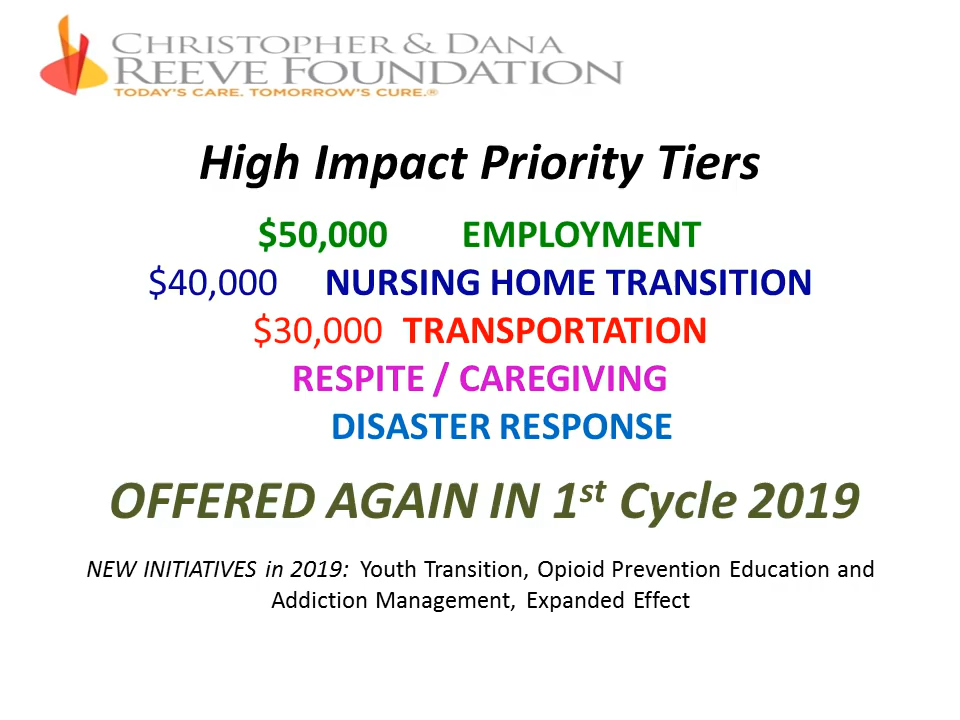 CHRISTOPHER & DANA
REEVE FOUNDATION
TODAY'S CARE. TOMORROW'S CURE.®
High Impact Priority Tiers
$50,000 EMPLOYMENT
$40,000 NURSING HOME TRANSITION
$30,000 TRANSPORTATION
RESPITE / CAREGIVING
DISASTER RESPONSE
OFFERED AGAIN IN 1st Cycle 2019
NEW INITIATIVES in 2019: Youth Transition, Opioid Prevention Education and
Addiction Management, Expanded Effect